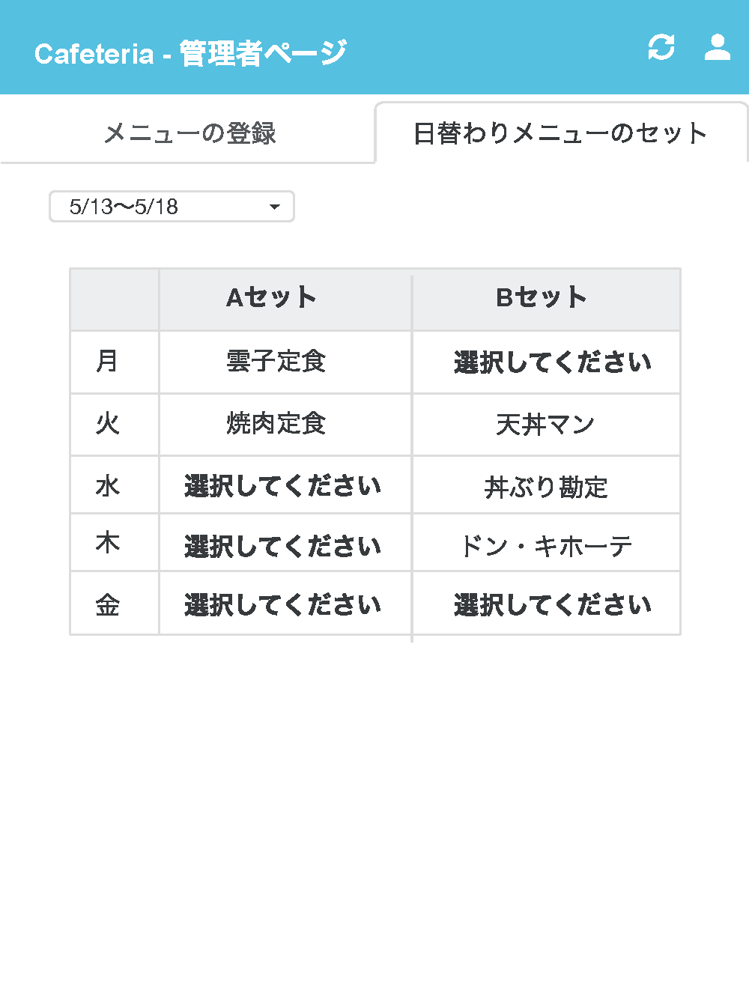 Cafeteria - 管理者ページ
メニューの登録 日替わりメニューのセット
5/13〜5/18
Aセット Bセット
月 雲子定食 選択してください
火 焼肉定食 天丼マン
水 選択してください 丼ぶり勘定
木 選択してください ドン・キホーテ
金 選択してください 選択してください